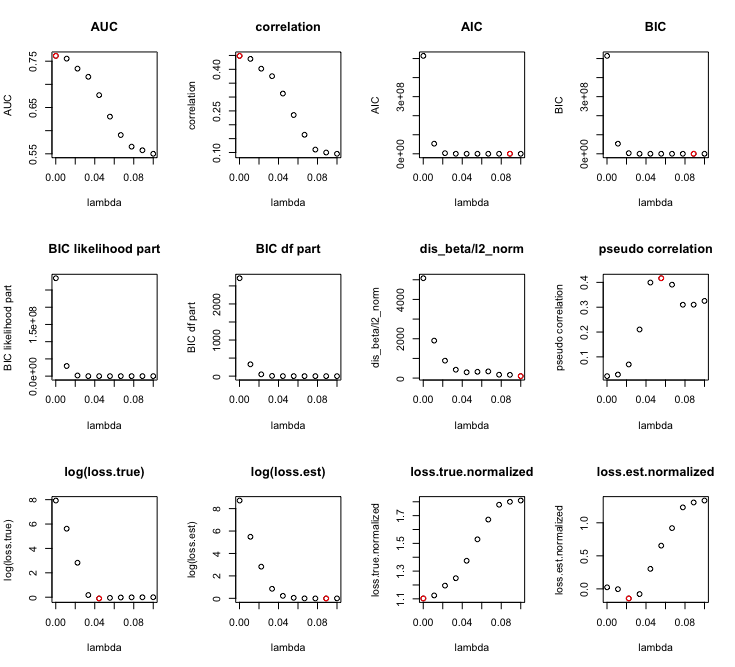 AUC
AUC
0.55 0.65 0.75
0.00 0.04 0.08
lambda
correlation
correlation
0.10 0.25 0.40
0.00 0.04 0.08
lambda
AIC
AIC
0e+00 3e+08
0.00 0.04 0.08
lambda
BIC
BIC
0e+00 3e+08
0.00 0.04 0.08
lambda
BIC likelihood part
BIC likelihood part
0.0e+00 1.5e+08
0.00 0.04 0.08
lambda
BIC df part
BIC df part
0 1000 2000
0.00 0.04 0.08
lambda
dis_beta/l2_norm
dis_beta/l2_norm
0 2000 4000
0.00 0.04 0.08
lambda
pseudo correlation
pseudo correlation
0.1 0.2 0.3 0.4
0.00 0.04 0.08
lambda
log(loss.true)
log(loss.true)
0 2 4 6 8
0.00 0.04 0.08
lambda
log(loss.est)
log(loss.est)
0 2 4 6 8
0.00 0.04 0.08
lambda
loss.true.normalized
loss.true.normalized
1.1 1.3 1.5 1.7
0.00 0.04 0.08
lambda
loss.est.normalized
loss.est.normalized
0.0 0.5 1.0
0.00 0.04 0.08
lambda